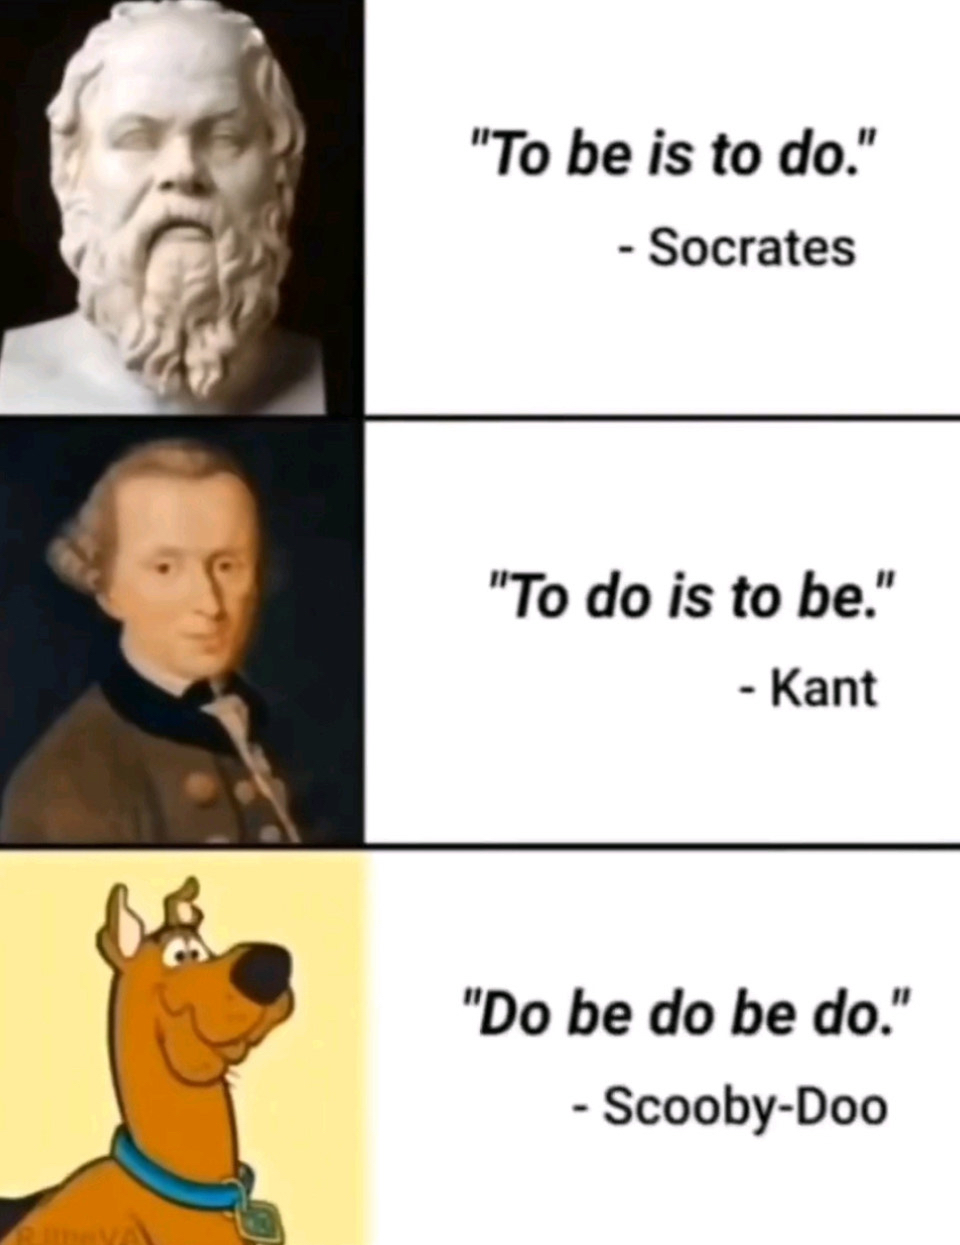 "To be is to do."
- Socrates
"To do is to be."
- Kant
"Do be do be do."
- Scooby-Doo